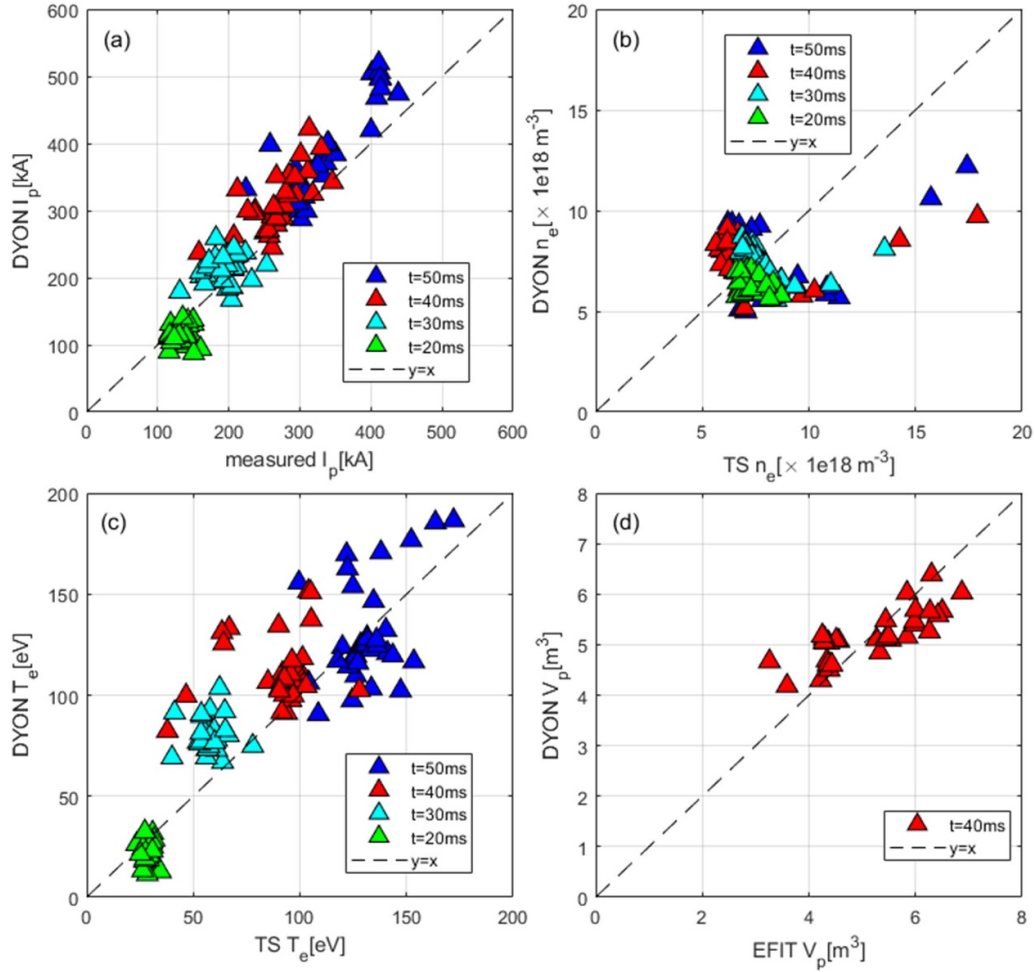 (a)
600
500
400
300
200
100
0
DYON I_p[kA]
t=50ms
t=40ms
t=30ms
t=20ms
y=x
0 100 200 300 400 500 600
measured I_p[kA]
(b)
20
15
10
5
0
DYON n_e[× 1e18 m⁻³]
t=50ms
t=40ms
t=30ms
t=20ms
y=x
0 5 10 15 20
TS n_e[× 1e18 m⁻³]
(c)
200
150
100
50
0
DYON T_e[eV]
t=50ms
t=40ms
t=30ms
t=20ms
y=x
0 50 100 150 200
TS T_e[eV]
(d)
8
7
6
5
4
3
2
1
0
DYON V_p[m³]
t=40ms
y=x
0 2 4 6 8
EFIT V_p[m³]